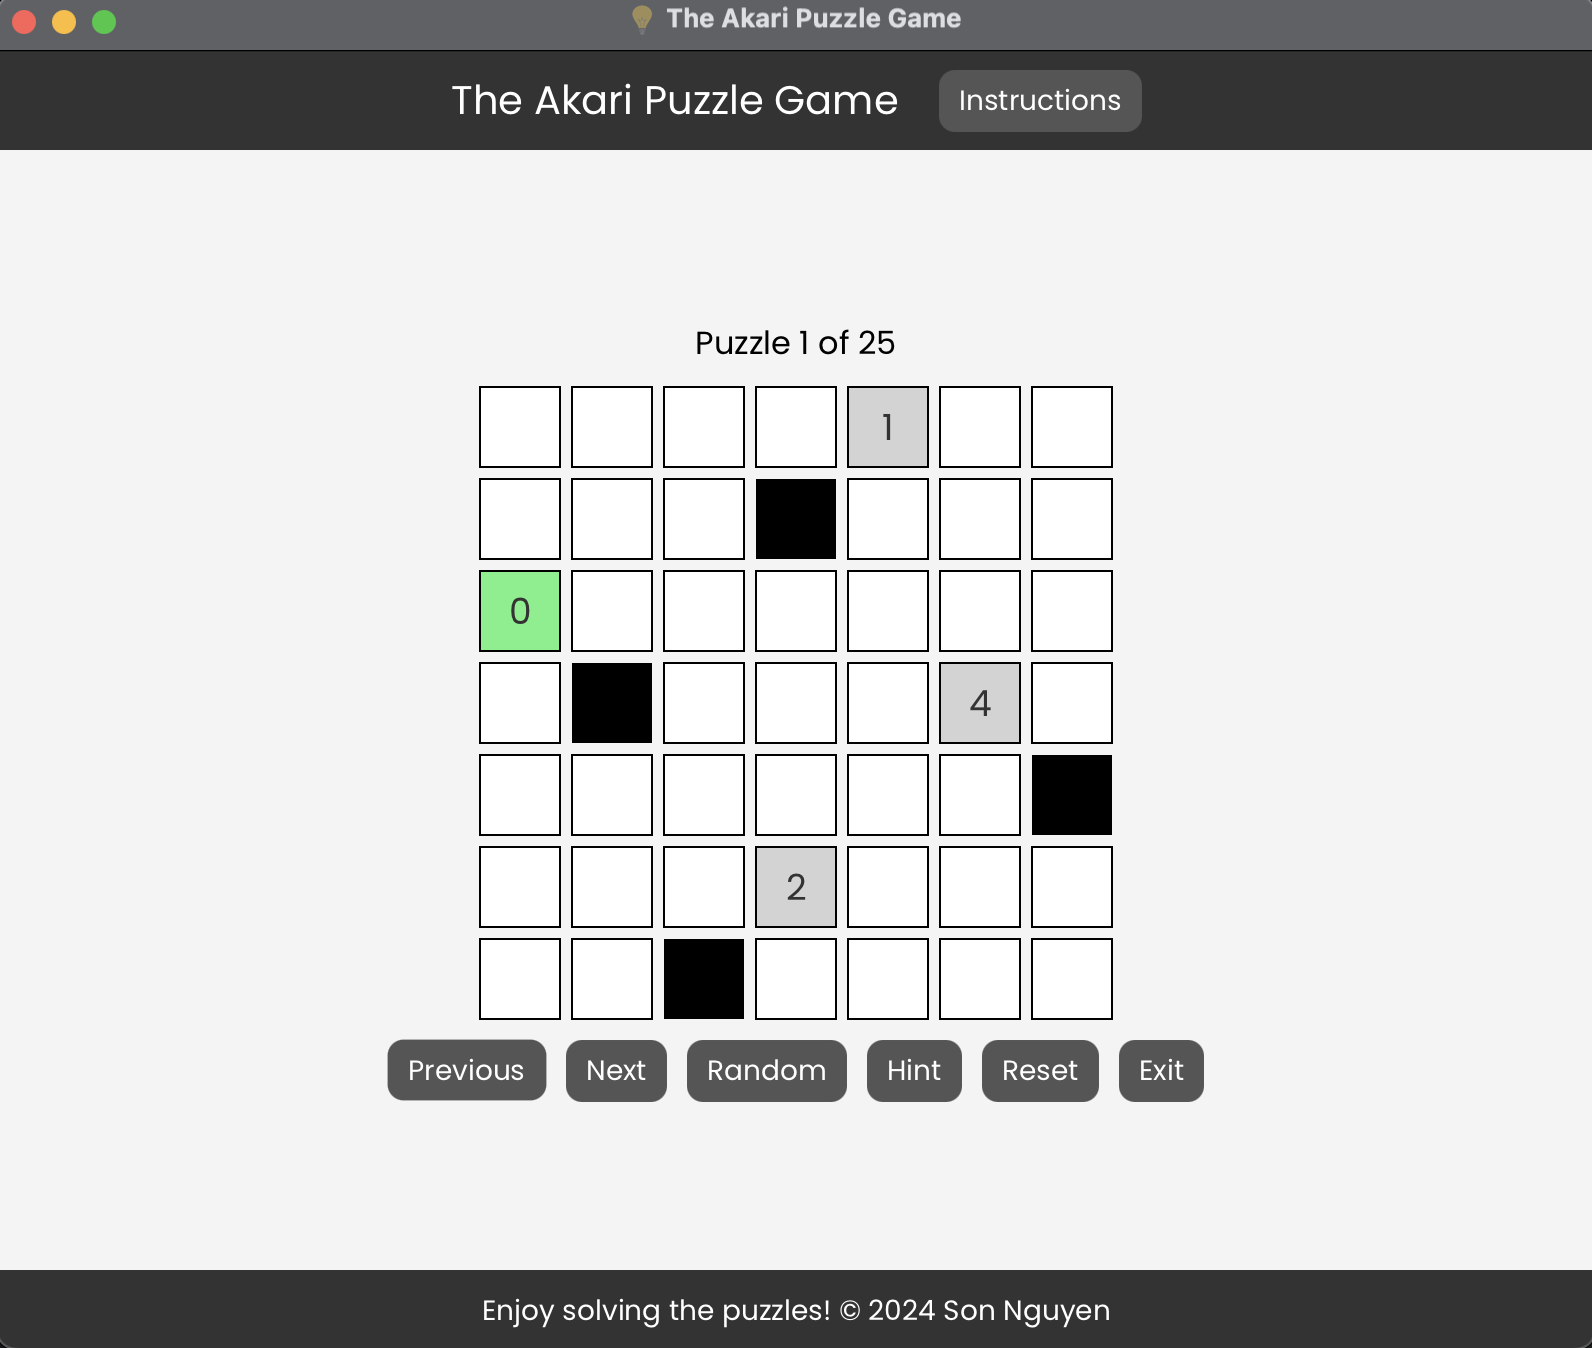 The Akari Puzzle Game
The Akari Puzzle Game Instructions
Puzzle 1 of 25
1
0
4
2
Previous Next Random Hint Reset Exit
Enjoy solving the puzzles! © 2024 Son Nguyen